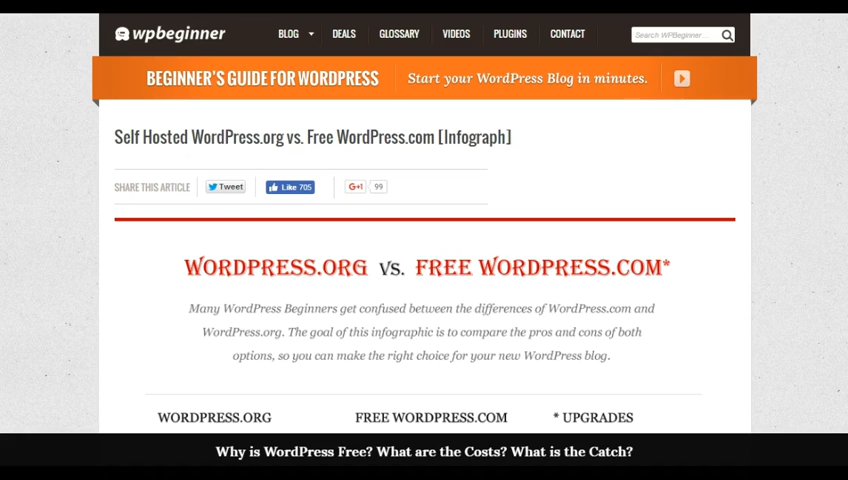 wpbeginner BLOG DEALS GLOSSARY VIDEOS PLUGINS CONTACT Search WPBeginner...
BEGINNER'S GUIDE FOR WORDPRESS Start your WordPress Blog in minutes.
Self Hosted WordPress.org vs. Free WordPress.com [Infograph]
SHARE THIS ARTICLE Tweet Like 705 G+1 99
WORDPRESS.ORG VS. FREE WORDPRESS.COM*
Many WordPress Beginners get confused between the differences of WordPress.com and
WordPress.org. The goal of this infographic is to compare the pros and cons of both
options, so you can make the right choice for your new WordPress blog.
WORDPRESS.ORG FREE WORDPRESS.COM * UPGRADES
Why is WordPress Free? What are the Costs? What is the Catch?